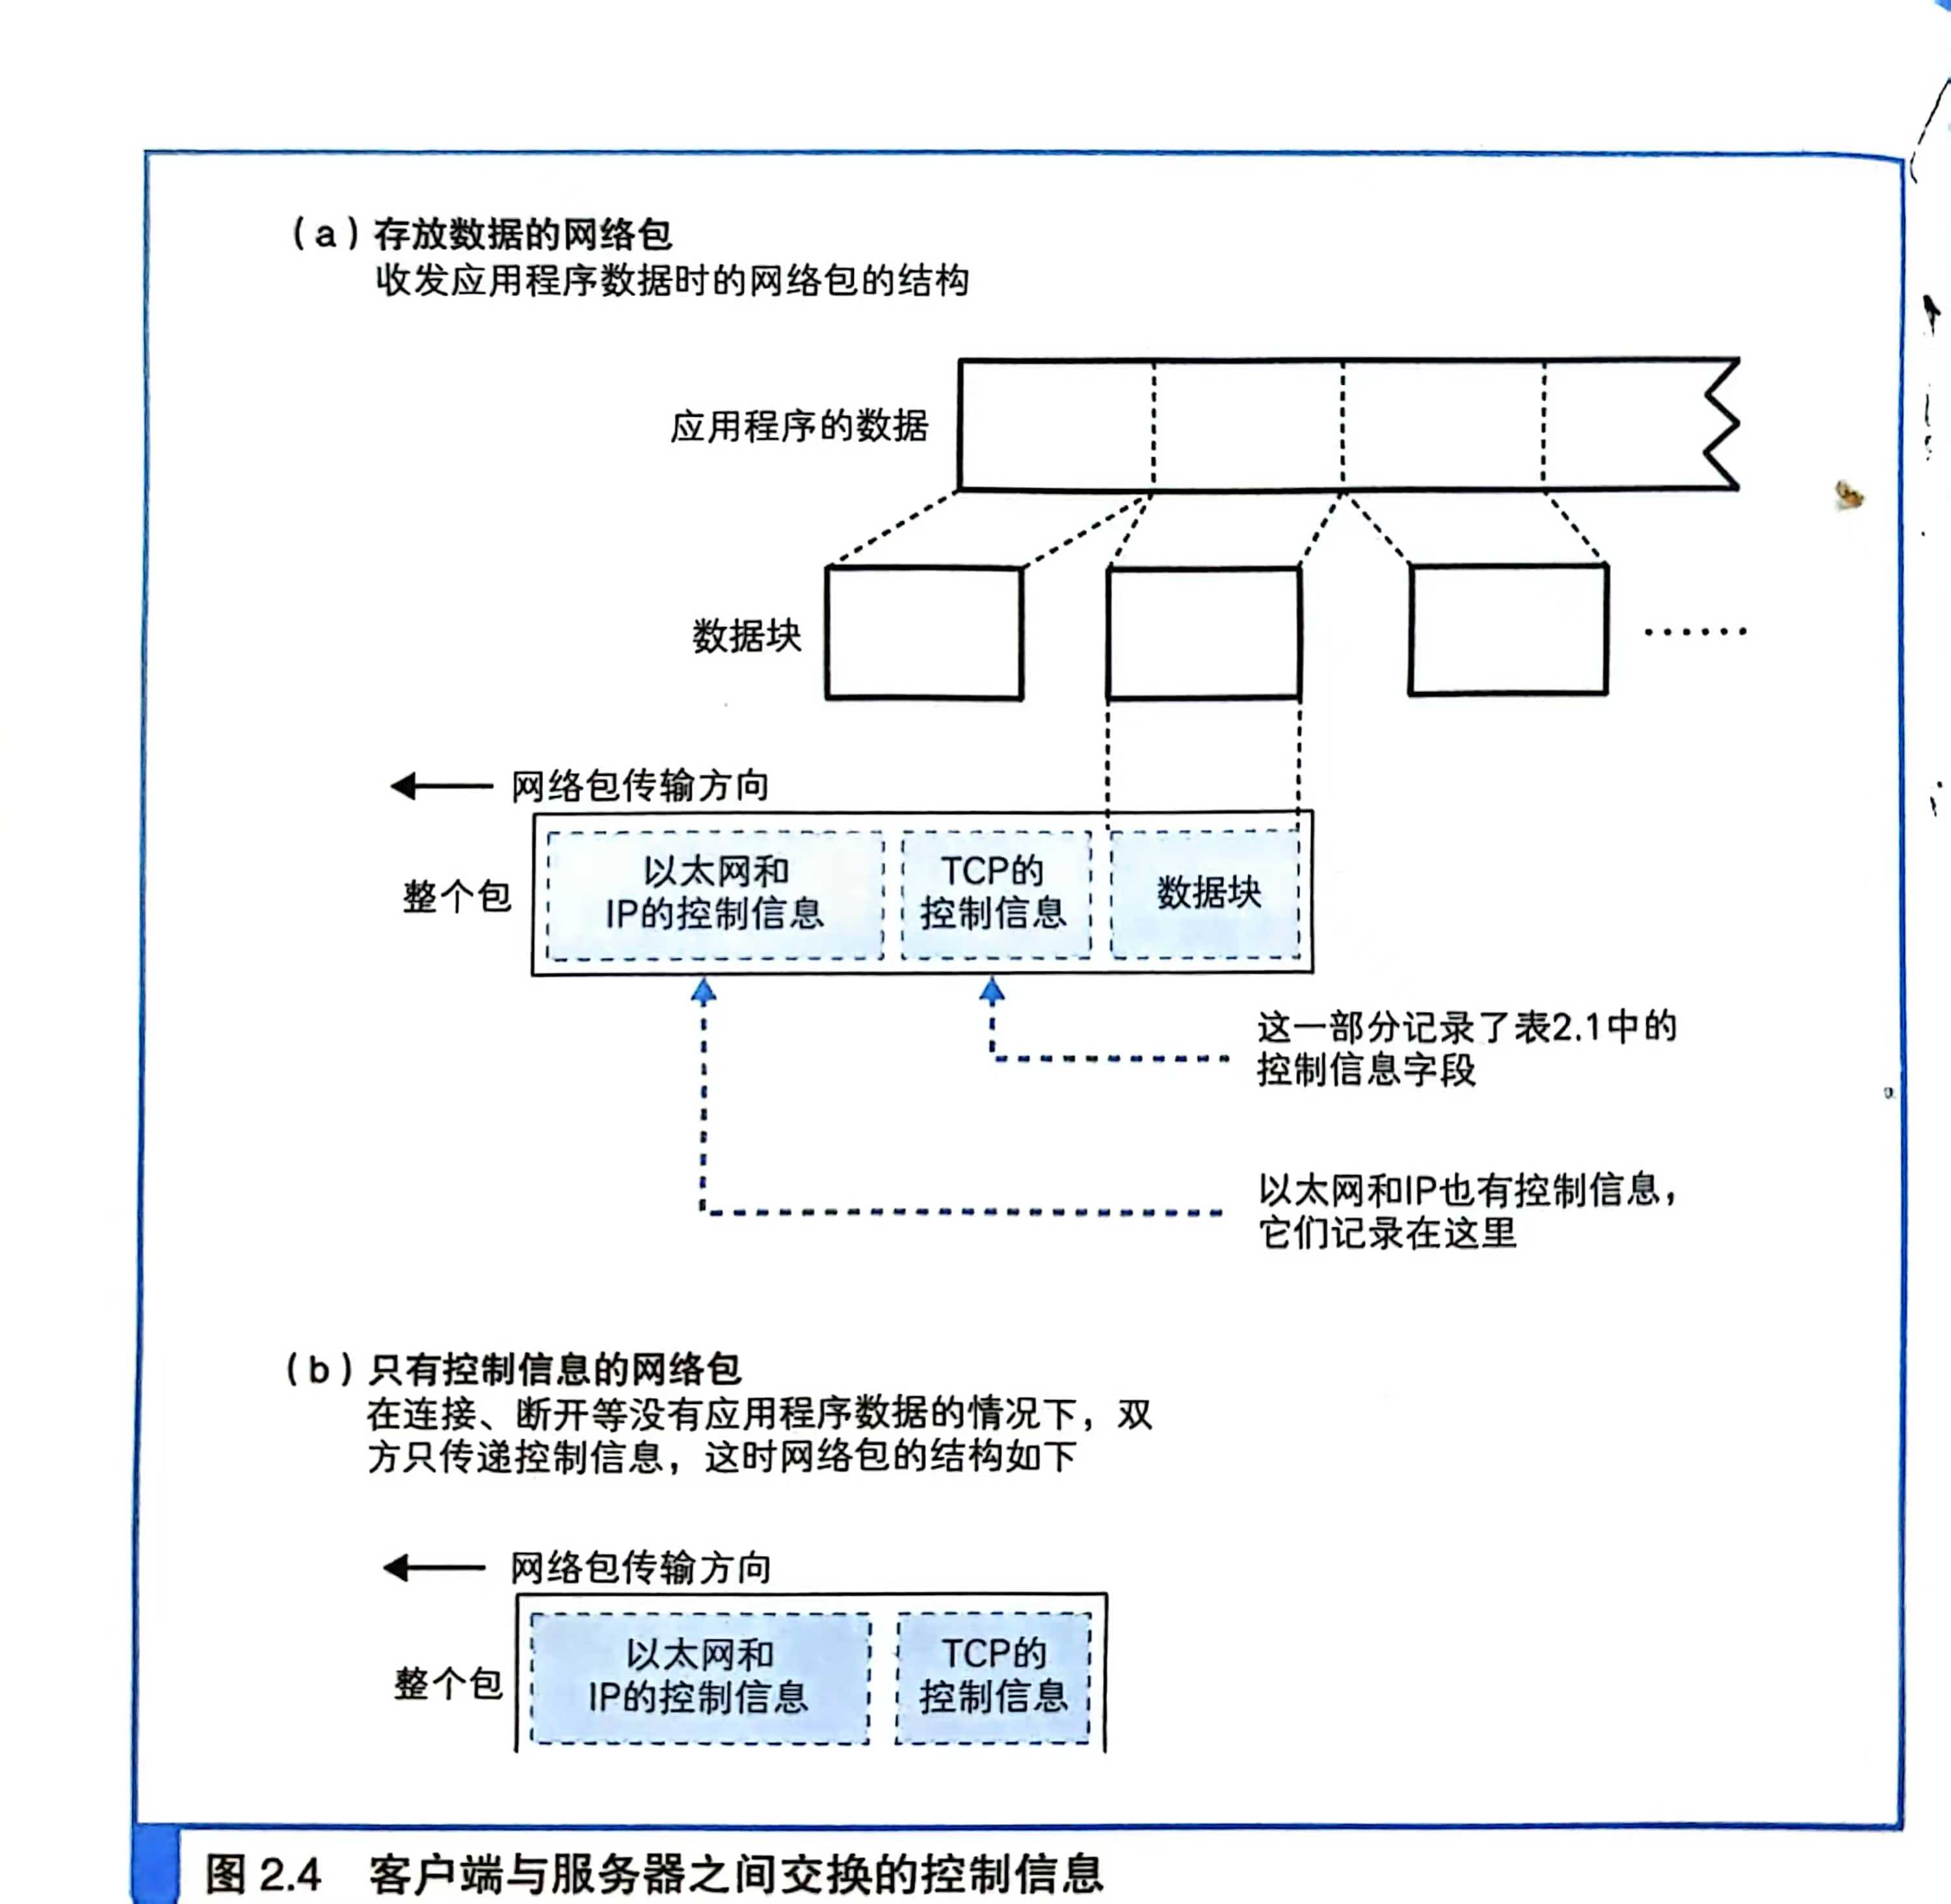 （a）存放数据的网络包
收发应用程序数据时的网络包的结构
应用程序的数据
数据块
······
网络包传输方向
整个包
以太网和
IP的控制信息
TCP的
控制信息
数据块
这一部分记录了表2.1中的
控制信息字段
以太网和IP也有控制信息，
它们记录在这里
（b）只有控制信息的网络包
在连接、断开等没有应用程序数据的情况下，双
方只传递控制信息，这时网络包的结构如下
网络包传输方向
整个包
以太网和
IP的控制信息
TCP的
控制信息
图 2.4 客户端与服务器之间交换的控制信息